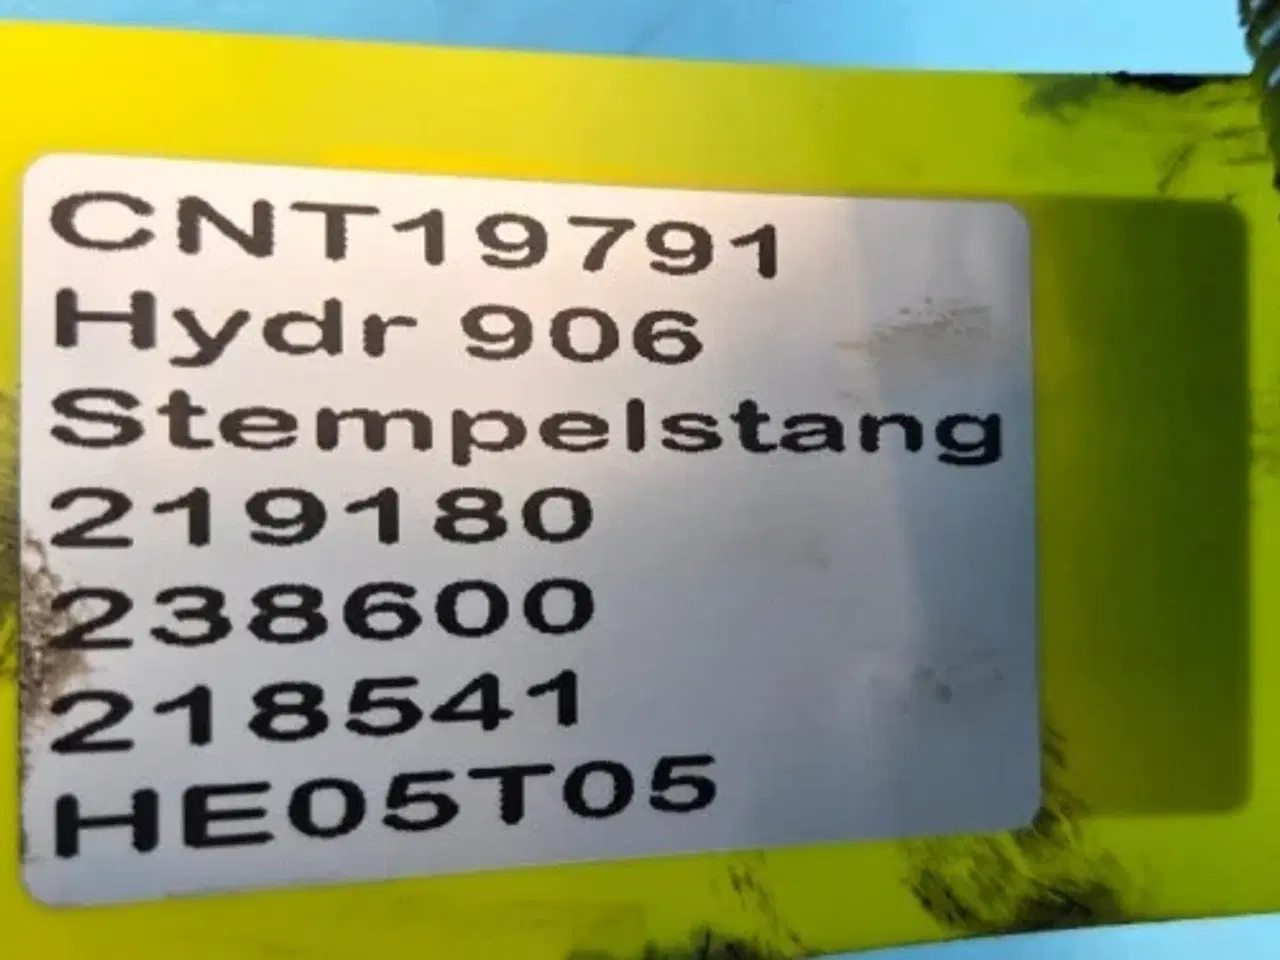 CNT19791
Hydr 906
Stempelstang
219180
238600
218541
HE05T05